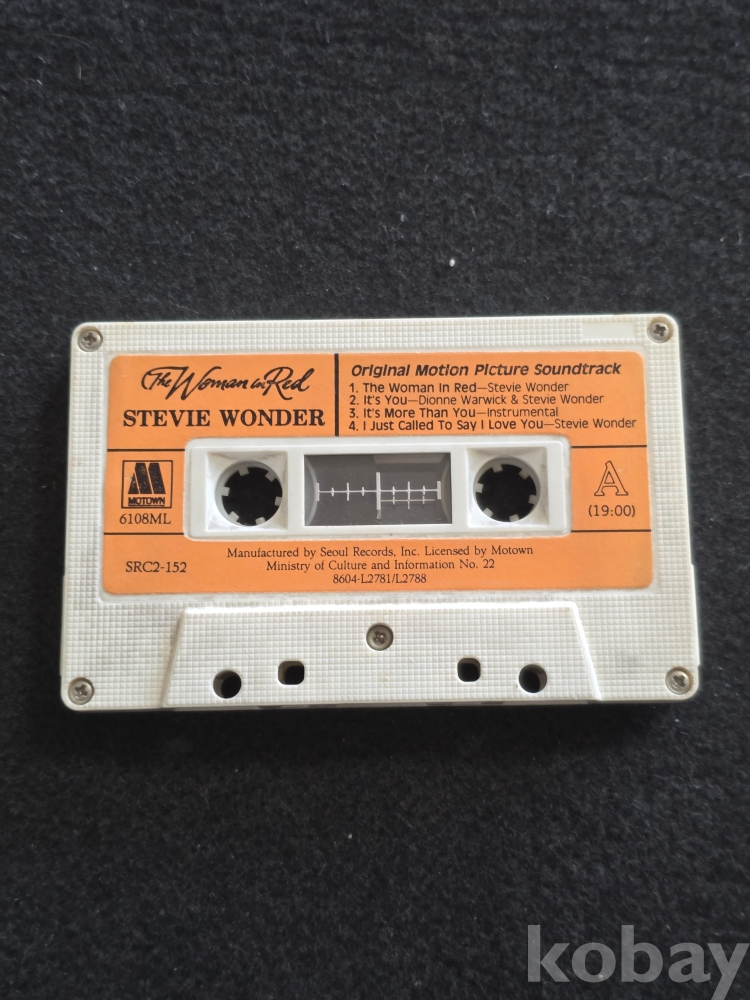 The Woman in Red
STEVIE WONDER
Original Motion Picture Soundtrack
1. The Woman In Red—Stevie Wonder
2. It's You—Dionne Warwick & Stevie Wonder
3. It's More Than You—Instrumental
4. I Just Called To Say I Love You—Stevie Wonder
M
MOTOWN
6108ML
A
(19:00)
SRC2-152
Manufactured by Seoul Records, Inc. Licensed by Motown
Ministry of Culture and Information No. 22
8604-L2781/L2788
kobay